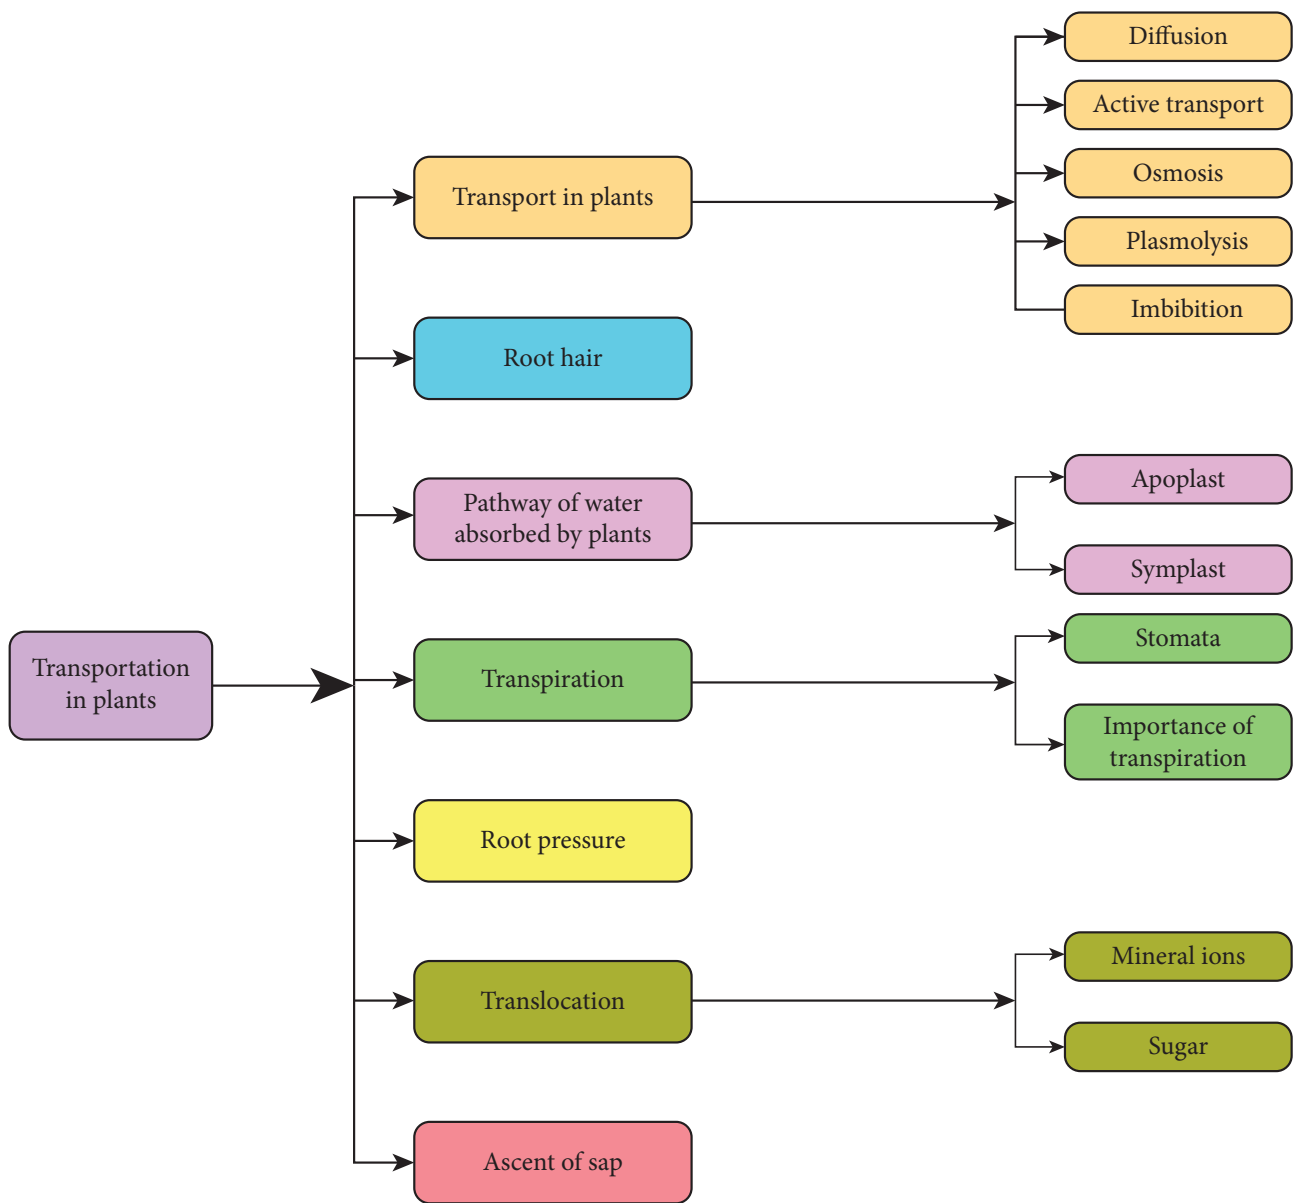 Transportation
in plants
Transport in plants
Diffusion
Active transport
Osmosis
Plasmolysis
Imbibition
Root hair
Pathway of water
absorbed by plants
Apoplast
Symplast
Transpiration
Stomata
Importance of
transpiration
Root pressure
Translocation
Mineral ions
Sugar
Ascent of sap